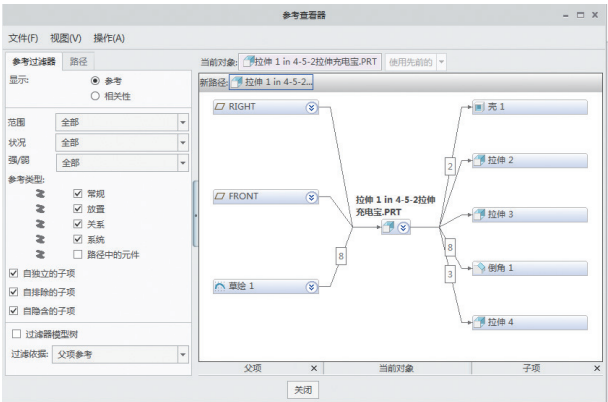 参考查看器
文件(F) 视图(V) 操作(A)
参考过滤器 路径
当前对象: 拉伸 1 in 4-5-2拉伸充电宝.PRT 使用先前的
新路径: 拉伸 1 in 4-5-2...
显示: 参考
相关性
范围 全部
状况 全部
强/弱 全部
参考类型:
常规
放置
关系
系统
路径中的元件
自独立的子项
自排除的子项
自隐含的子项
过滤器模型树
过滤依据: 父项参考
RIGHT
FRONT
草绘 1
8
拉伸 1 in 4-5-2拉伸
充电宝.PRT
2
8
3
壳 1
拉伸 2
拉伸 3
倒角 1
拉伸 4
父项 × 当前对象 子项 ×
关闭